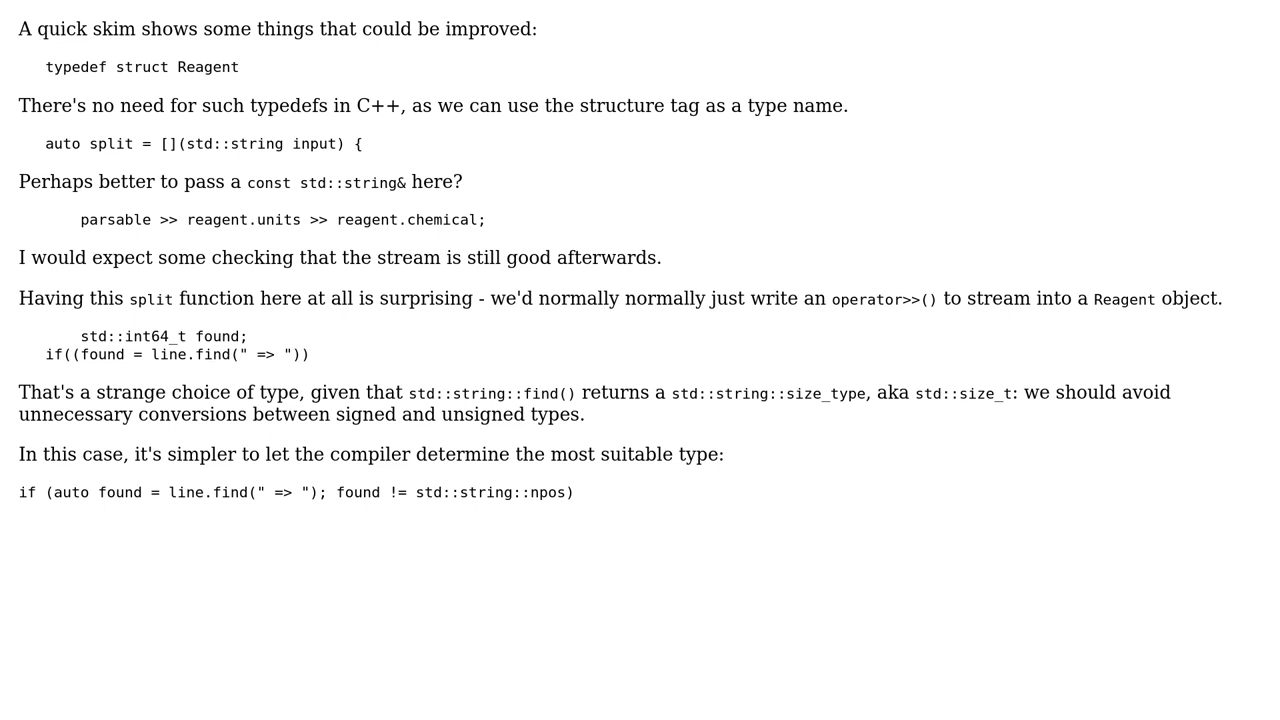 A quick skim shows some things that could be improved:
typedef struct Reagent
There's no need for such typedefs in C++, as we can use the structure tag as a type name.
auto split = [](std::string input) {
Perhaps better to pass a const std::string& here?
parsable >> reagent.units >> reagent.chemical;
I would expect some checking that the stream is still good afterwards.
Having this split function here at all is surprising - we'd normally normally just write an operator>>() to stream into a Reagent object.
std::int64_t found;
if((found = line.find(" => "))
That's a strange choice of type, given that std::string::find() returns a std::string::size_type, aka std::size_t: we should avoid
unnecessary conversions between signed and unsigned types.
In this case, it's simpler to let the compiler determine the most suitable type:
if (auto found = line.find(" => "); found != std::string::npos)